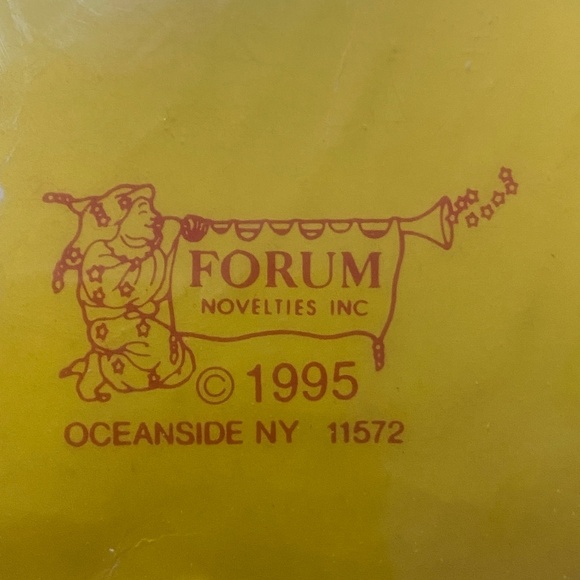 FORUM
NOVELTIES INC
© 1995
OCEANSIDE NY 11572